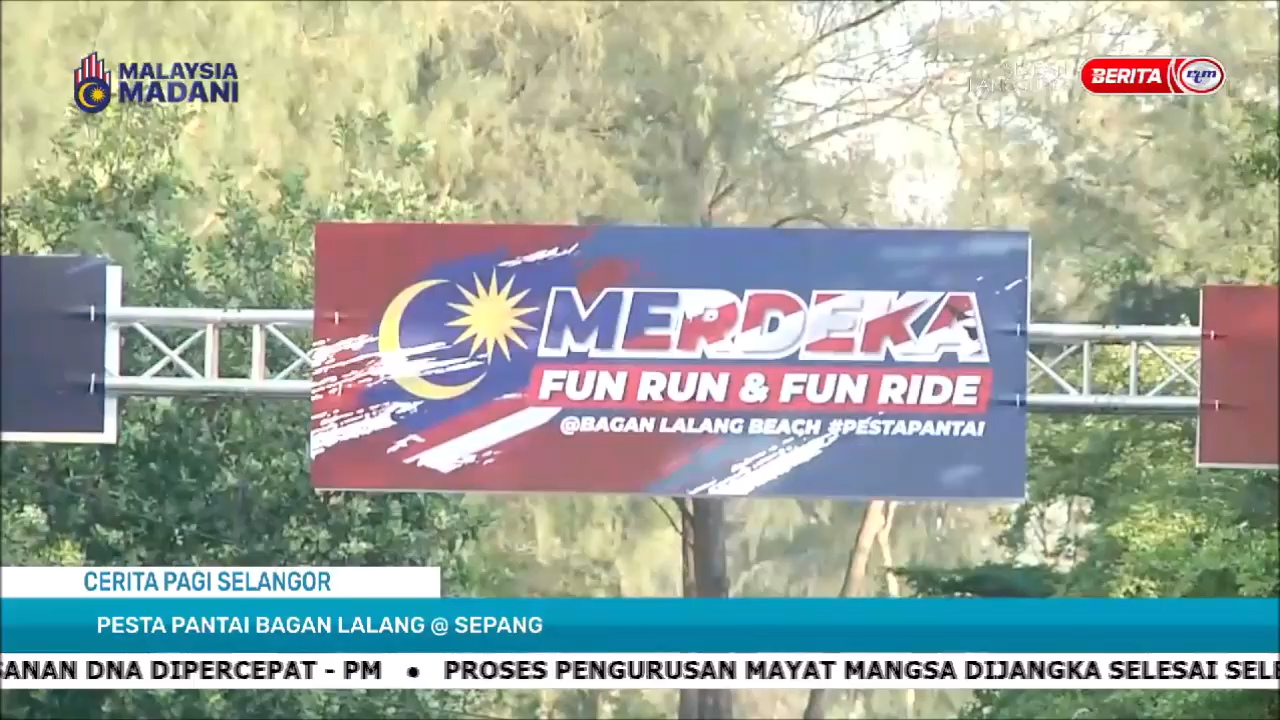 MALAYSIA
MADANI
BERITA rtm
MERDEKA
FUN RUN & FUN RIDE
@BAGAN LALANG BEACH #PESTAPANTAI
CERITA PAGI SELANGOR
PESTA PANTAI BAGAN LALANG @ SEPANG
SANAN DNA DIPERCEPAT - PM • PROSES PENGURUSAN MAYAT MANGSA DIJANGKA SELESAI SELE